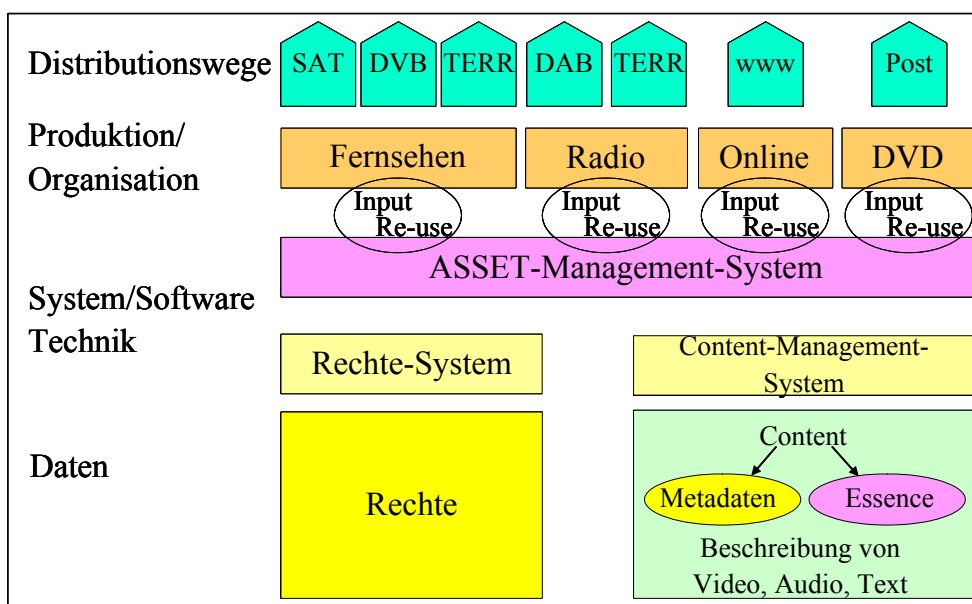 Distributionswege
SAT
DVB
TERR
DAB
TERR
www
Post
Produktion/
Organisation
Fernsehen
Radio
Online
DVD
Input
Re-use
Input
Re-use
Input
Re-use
Input
Re-use
System/Software
Technik
ASSET-Management-System
Rechte-System
Content-Management-
System
Daten
Rechte
Content
Metadaten
Essence
Beschreibung von
Video, Audio, Text